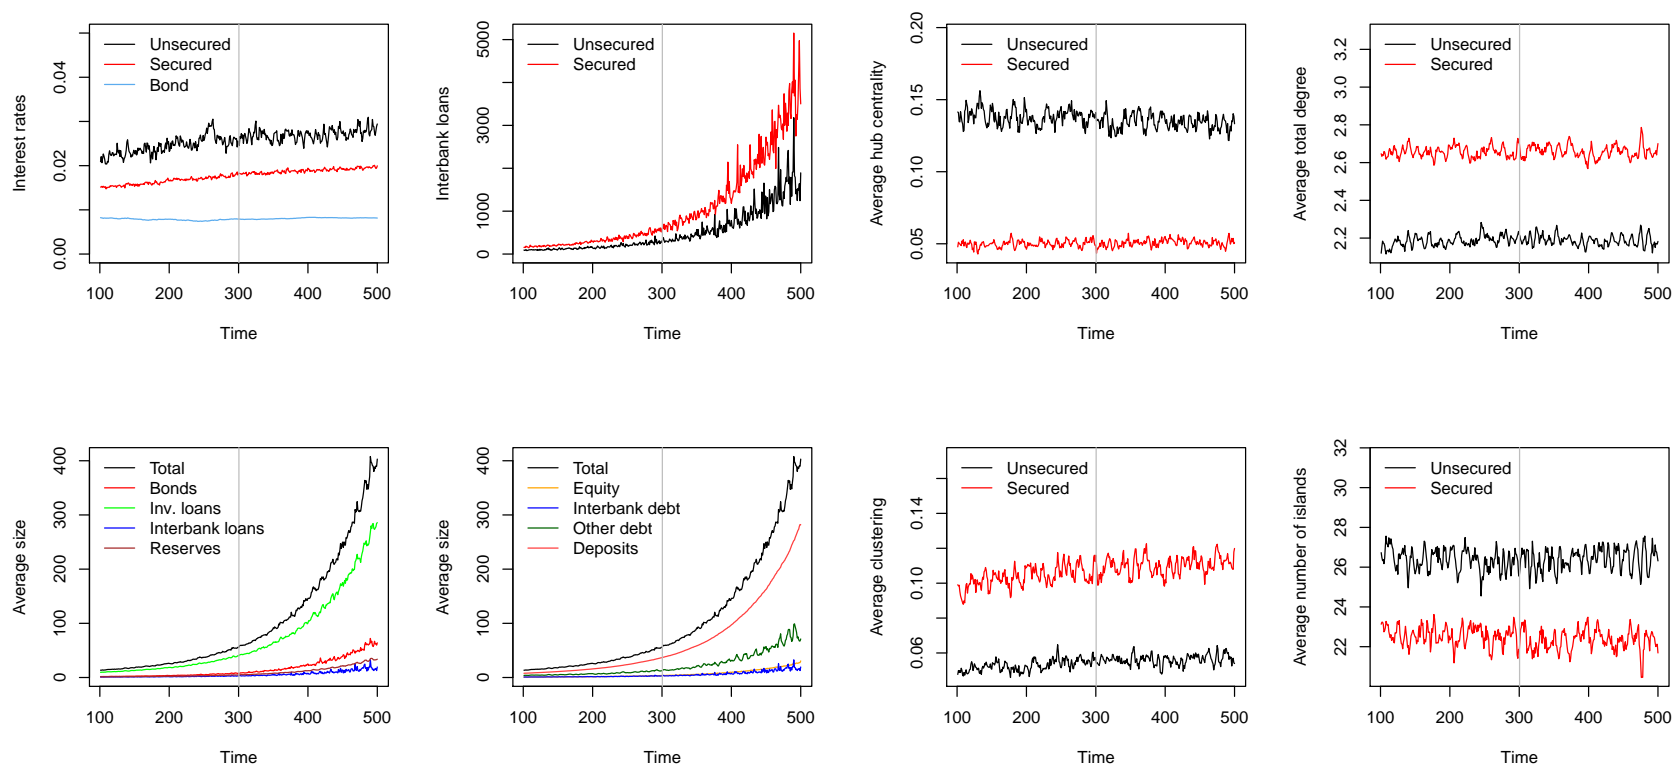 Interest rates
0.00
0.02
0.04
Unsecured
Secured
Bond
100
200
300
400
500
Time
Interbank loans
0
1000
3000
5000
Unsecured
Secured
100
200
300
400
500
Time
Average hub centrality
0.05
0.10
0.15
0.20
Unsecured
Secured
100
200
300
400
500
Time
Average total degree
2.2
2.4
2.6
2.8
3.0
3.2
Unsecured
Secured
100
200
300
400
500
Time
Average size
0
100
200
300
400
Total
Bonds
Inv. loans
Interbank loans
Reserves
100
200
300
400
500
Time
Average size
0
100
200
300
400
Total
Equity
Interbank debt
Other debt
Deposits
100
200
300
400
500
Time
Average clustering
0.06
0.10
0.14
Unsecured
Secured
100
200
300
400
500
Time
Average number of islands
22
24
26
28
30
32
Unsecured
Secured
100
200
300
400
500
Time